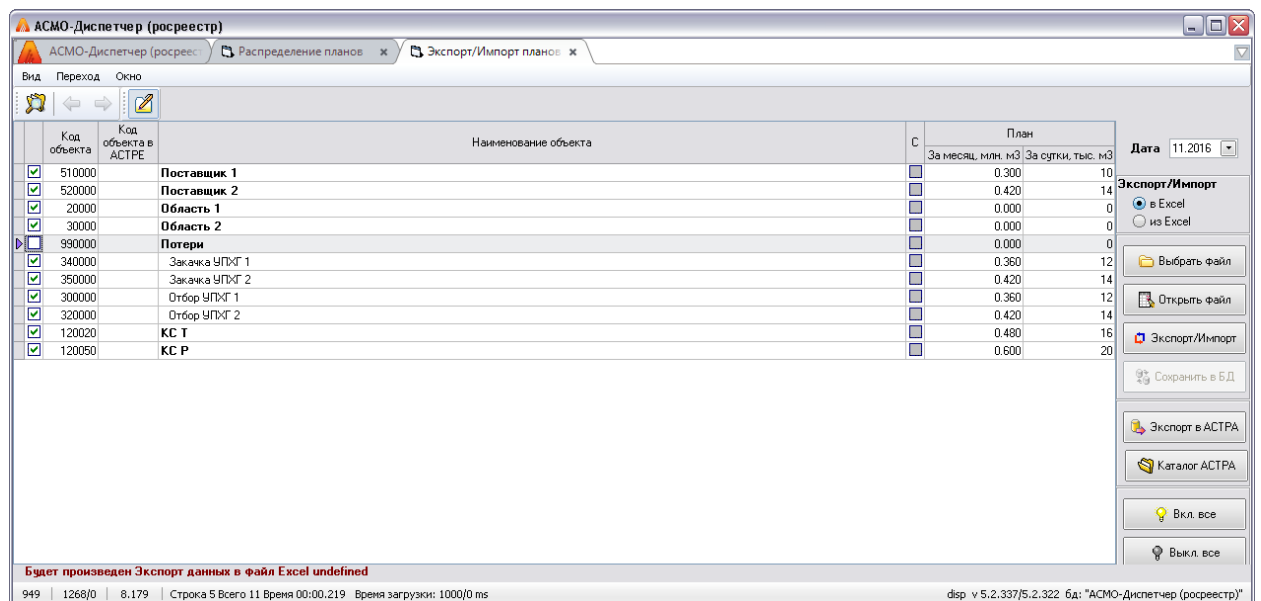 АСМО-Диспетчер (росреестр)
АСМО-Диспетчер (росреест Распределение планов Экспорт/Импорт планов
Вид Переход Окно
Код объекта Код объекта в АСТРЕ Наименование объекта С План
За месяц, млн. м3 За сутки, тыс. м3
510000 Поставщик 1 0.300 10
520000 Поставщик 2 0.420 14
20000 Область 1 0.000 0
30000 Область 2 0.000 0
990000 Потери 0.000 0
340000 Закачка УПХГ 1 0.360 12
350000 Закачка УПХГ 2 0.420 14
300000 Отбор УПХГ 1 0.360 12
320000 Отбор УПХГ 2 0.420 14
120020 КС Т 0.480 16
120050 КС Р 0.600 20
Дата 11.2016
Экспорт/Импорт
в Excel
из Excel
Выбрать файл
Открыть файл
Экспорт/Импорт
Сохранить в БД
Экспорт в АСТРА
Каталог АСТРА
Вкл. все
Выкл. все
Будет произведен Экспорт данных в файл Excel undefined
949 1268/0 8.179 Строка 5 Всего 11 Время 00:00.219 Время загрузки: 1000/0 ms disp v 5.2.337/5.2.322 бд: "АСМО-Диспетчер (росреестр)"